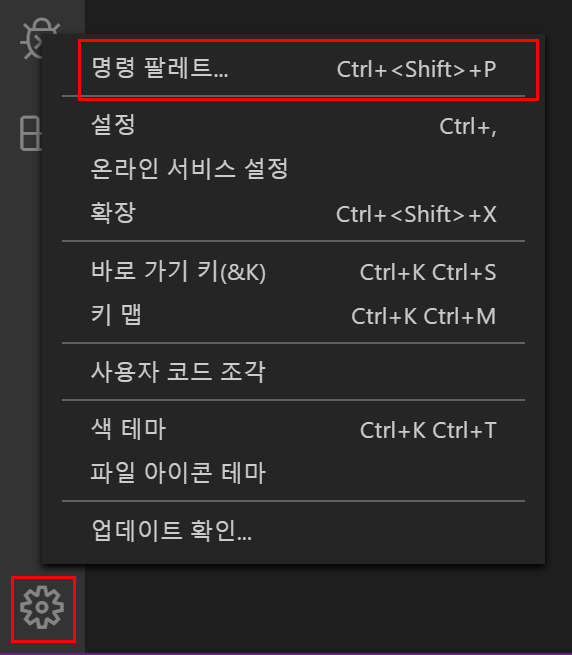 명령 팔레트... Ctrl+<Shift>+P
설정 Ctrl+,
온라인 서비스 설정
확장 Ctrl+<Shift>+X
바로 가기 키(&K) Ctrl+K Ctrl+S
키 맵 Ctrl+K Ctrl+M
사용자 코드 조각
색 테마 Ctrl+K Ctrl+T
파일 아이콘 테마
업데이트 확인...